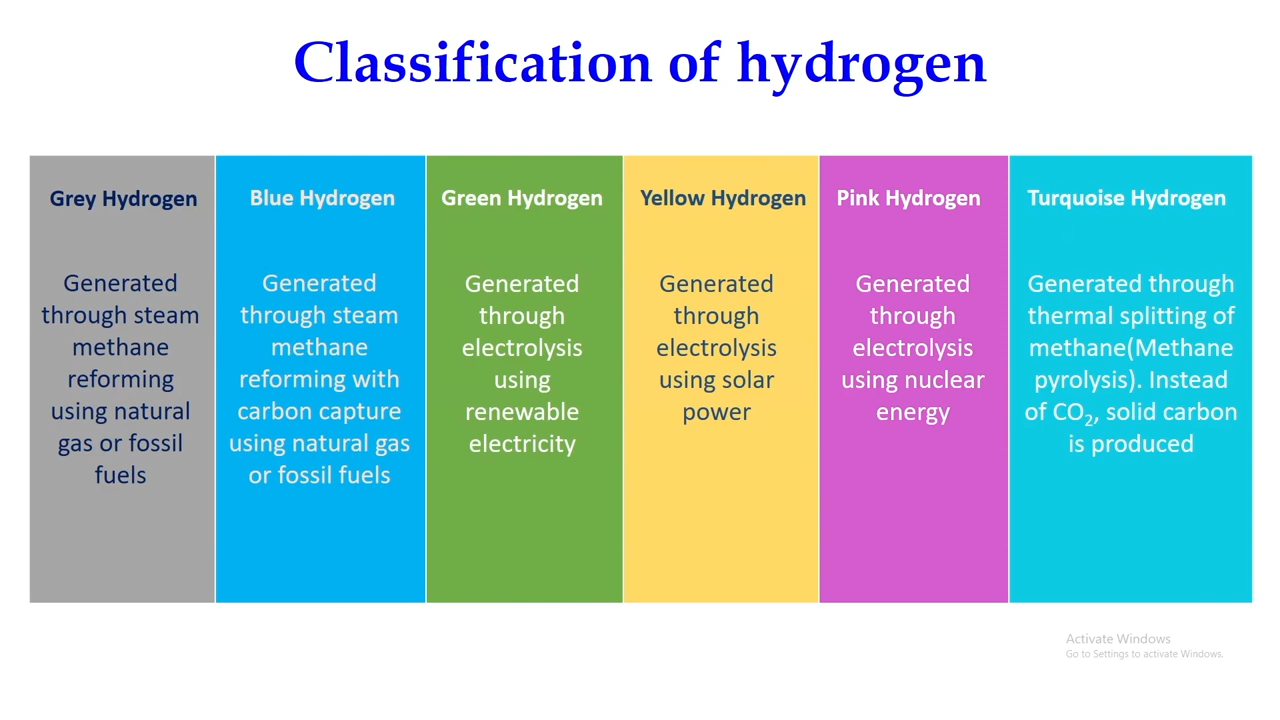 Classification of hydrogen
Grey Hydrogen
Generated
through steam
methane
reforming
using natural
gas or fossil
fuels
Blue Hydrogen
Generated
through steam
methane
reforming with
carbon capture
using natural gas
or fossil fuels
Green Hydrogen
Generated
through
electrolysis
using
renewable
electricity
Yellow Hydrogen
Generated
through
electrolysis
using solar
power
Pink Hydrogen
Generated
through
electrolysis
using nuclear
energy
Turquoise Hydrogen
Generated through
thermal splitting of
methane(Methane
pyrolysis). Instead
of CO₂, solid carbon
is produced
Activate Windows
Go to Settings to activate Windows.